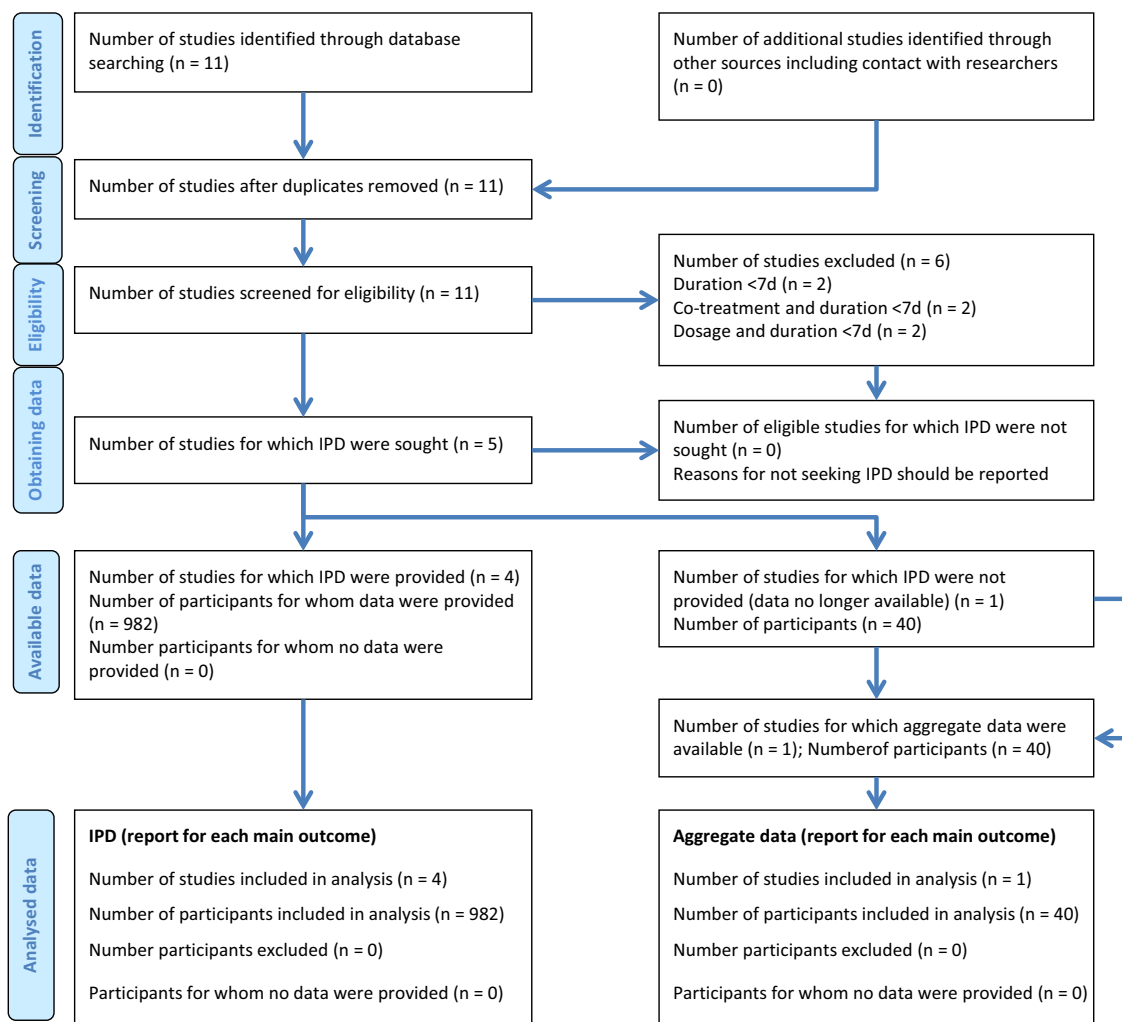 Identification
Number of studies identified through database
searching (n = 11)
Number of additional studies identified through
other sources including contact with researchers
(n = 0)
Screening
Number of studies after duplicates removed (n = 11)
Eligibility
Number of studies screened for eligibility (n = 11)
Number of studies excluded (n = 6)
Duration <7d (n = 2)
Co-treatment and duration <7d (n = 2)
Dosage and duration <7d (n = 2)
Obtaining data
Number of studies for which IPD were sought (n = 5)
Number of eligible studies for which IPD were not
sought (n = 0)
Reasons for not seeking IPD should be reported
Available data
Number of studies for which IPD were provided (n = 4)
Number of participants for whom data were provided
(n = 982)
Number participants for whom no data were
provided (n = 0)
Number of studies for which IPD were not
provided (data no longer available) (n = 1)
Number of participants (n = 40)
Number of studies for which aggregate data were
available (n = 1); Numberof participants (n = 40)
Analysed data
IPD (report for each main outcome)
Number of studies included in analysis (n = 4)
Number of participants included in analysis (n = 982)
Number participants excluded (n = 0)
Participants for whom no data were provided (n = 0)
Aggregate data (report for each main outcome)
Number of studies included in analysis (n = 1)
Number of participants included in analysis (n = 40)
Number participants excluded (n = 0)
Participants for whom no data were provided (n = 0)